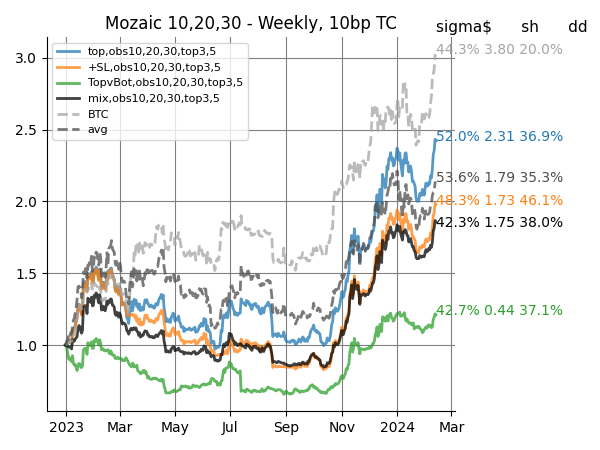 Mozaic 10,20,30 - Weekly, 10bp TC
sigma$ sh dd
44.3% 3.80 20.0%
3.0
top,obs10,20,30,top3,5
+SL,obs10,20,30,top3,5
TopvBot,obs10,20,30,top3,5
mix,obs10,20,30,top3,5
BTC
avg
2.5
52.0% 2.31 36.9%
53.6% 1.79 35.3%
2.0
48.3% 1.73 46.1%
42.3% 1.75 38.0%
1.5
42.7% 0.44 37.1%
1.0
2023 Mar May Jul Sep Nov 2024 Mar